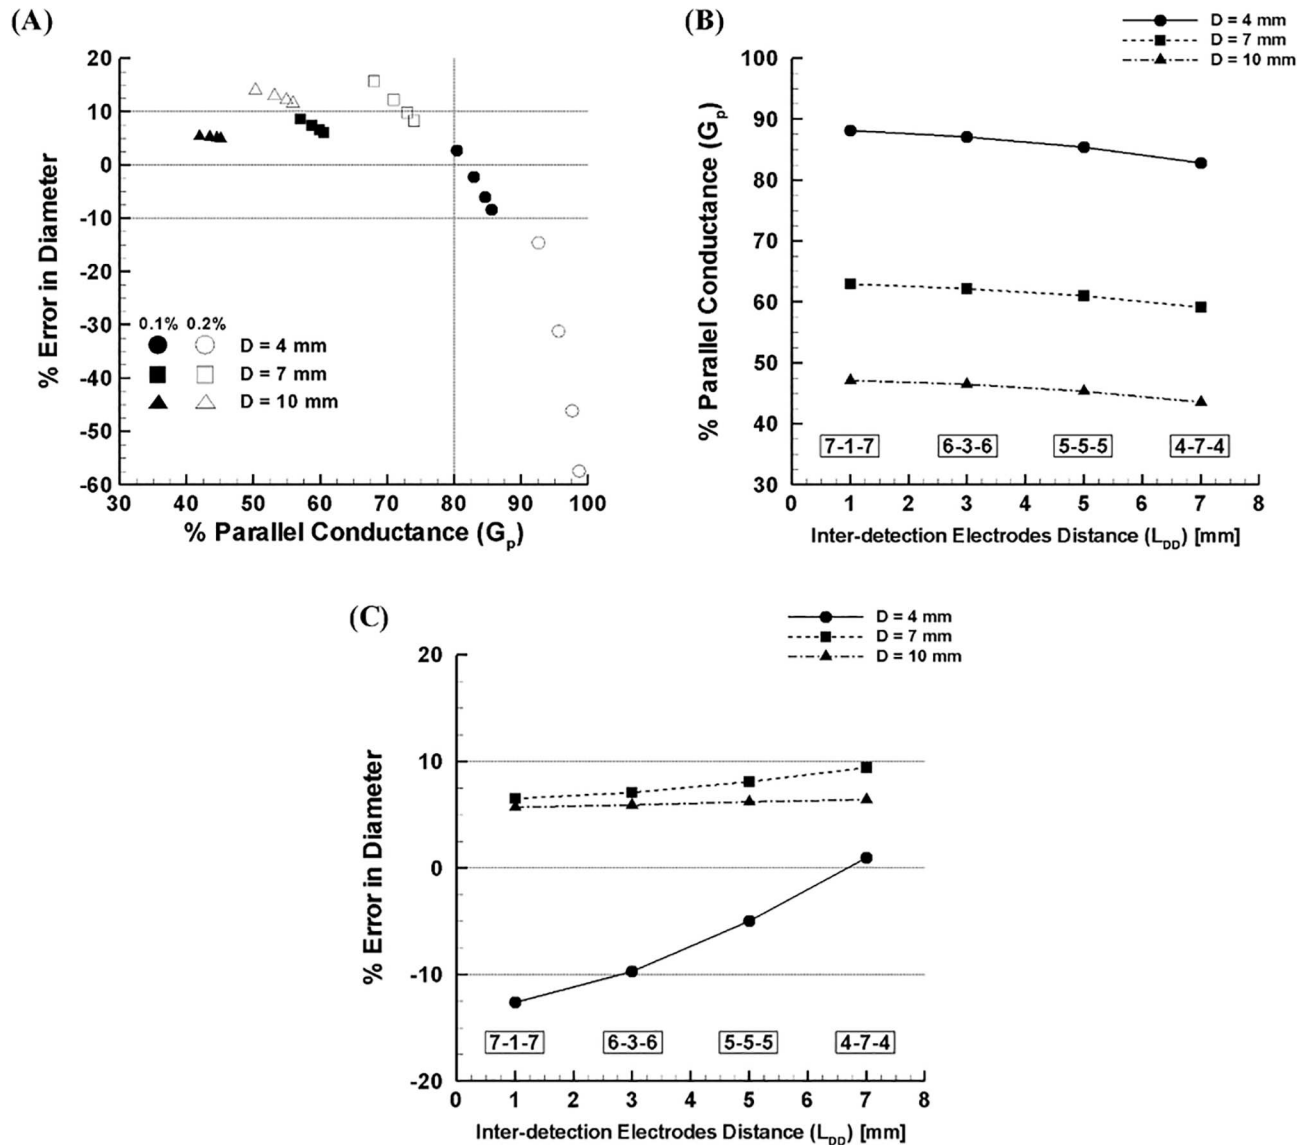 (A)
20
10
0
-10
-20
-30
-40
-50
-60
% Error in Diameter
0.1% 0.2%
D = 4 mm
D = 7 mm
D = 10 mm
30 40 50 60 70 80 90 100
% Parallel Conductance (Gp)
(B)
D = 4 mm
D = 7 mm
D = 10 mm
100
90
80
70
60
50
40
30
% Parallel Conductance (Gp)
7-1-7 6-3-6 5-5-5 4-7-4
0 1 2 3 4 5 6 7 8
Inter-detection Electrodes Distance (LDD) [mm]
(C)
D = 4 mm
D = 7 mm
D = 10 mm
20
10
0
-10
-20
% Error in Diameter
7-1-7 6-3-6 5-5-5 4-7-4
0 1 2 3 4 5 6 7 8
Inter-detection Electrodes Distance (LDD) [mm]